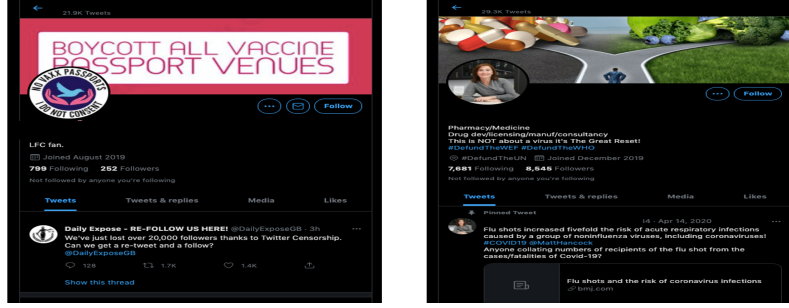 21.9K Tweets
BOYCOTT ALL VACCINE
PASSPORT VENUES
NO VAXX PASSPORTS
I DO NOT CONSENT
Follow
LFC fan.
Joined August 2019
799 Following 252 Followers
Not followed by anyone you're following
Tweets Tweets & replies Media Likes
Daily Expose - RE-FOLLOW US HERE! @DailyExposeGB · 3h
We've just lost over 20,000 followers thanks to Twitter Censorship.
Can we get a re-tweet and a follow?
@DailyExposeGB
128 1.7K 1.4K
Show this thread
29.3K Tweets
Follow
Pharmacy/Medicine
Drug dev/licensing/manuf/consultancy
This is NOT about a virus it's The Great Reset!
#DefundTheWEF #DefundTheWHO
#DefundTheUN Joined December 2019
7,681 Following 8,545 Followers
Not followed by anyone you're following
Tweets Tweets & replies Media Likes
Pinned Tweet
14 · Apr 14, 2020
Flu shots increased fivefold the risk of acute respiratory infections
caused by a group of noninfluenza viruses, including coronaviruses!
#COVID19 @MattHancock
Anyone collating numbers of recipients of the flu shot from the
cases/fatalities of Covid-19?
Flu shots and the risk of coronavirus infections
bmj.com